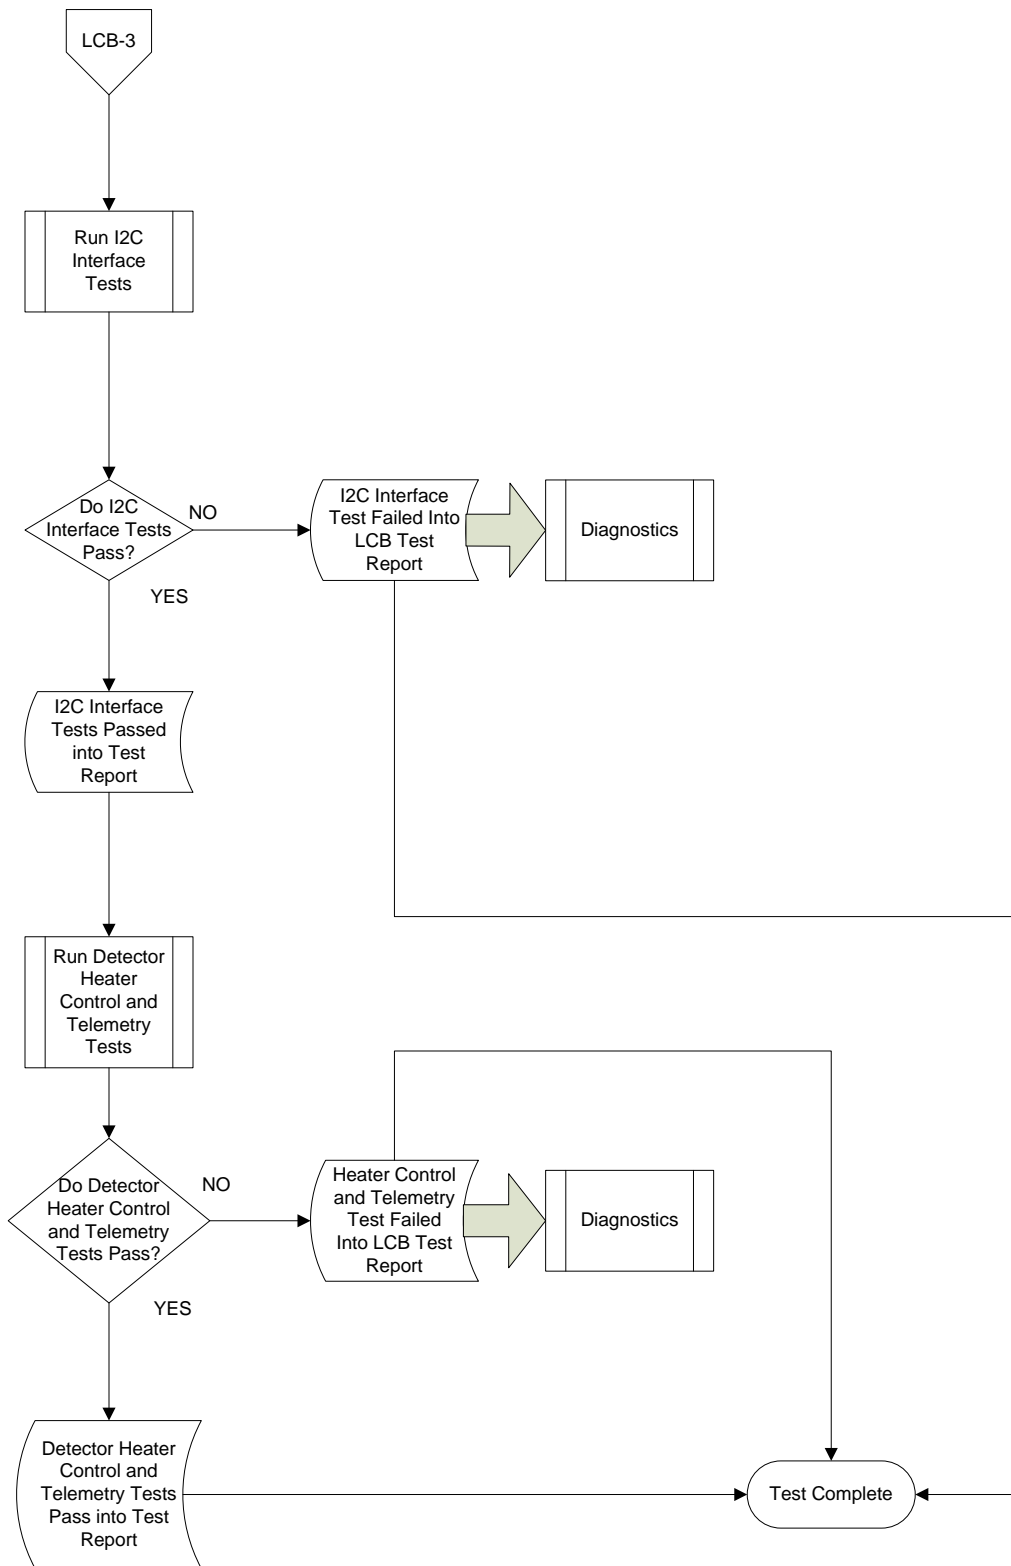 LCB-3
Run I2C
Interface
Tests
Do I2C
Interface Tests
Pass?
NO
I2C Interface
Test Failed Into
LCB Test
Report
Diagnostics
YES
I2C Interface
Tests Passed
into Test
Report
Run Detector
Heater
Control and
Telemetry
Tests
Do Detector
Heater Control
and Telemetry
Tests Pass?
NO
Heater Control
and Telemetry
Test Failed
Into LCB Test
Report
Diagnostics
YES
Detector Heater
Control and
Telemetry Tests
Pass into Test
Report
Test Complete